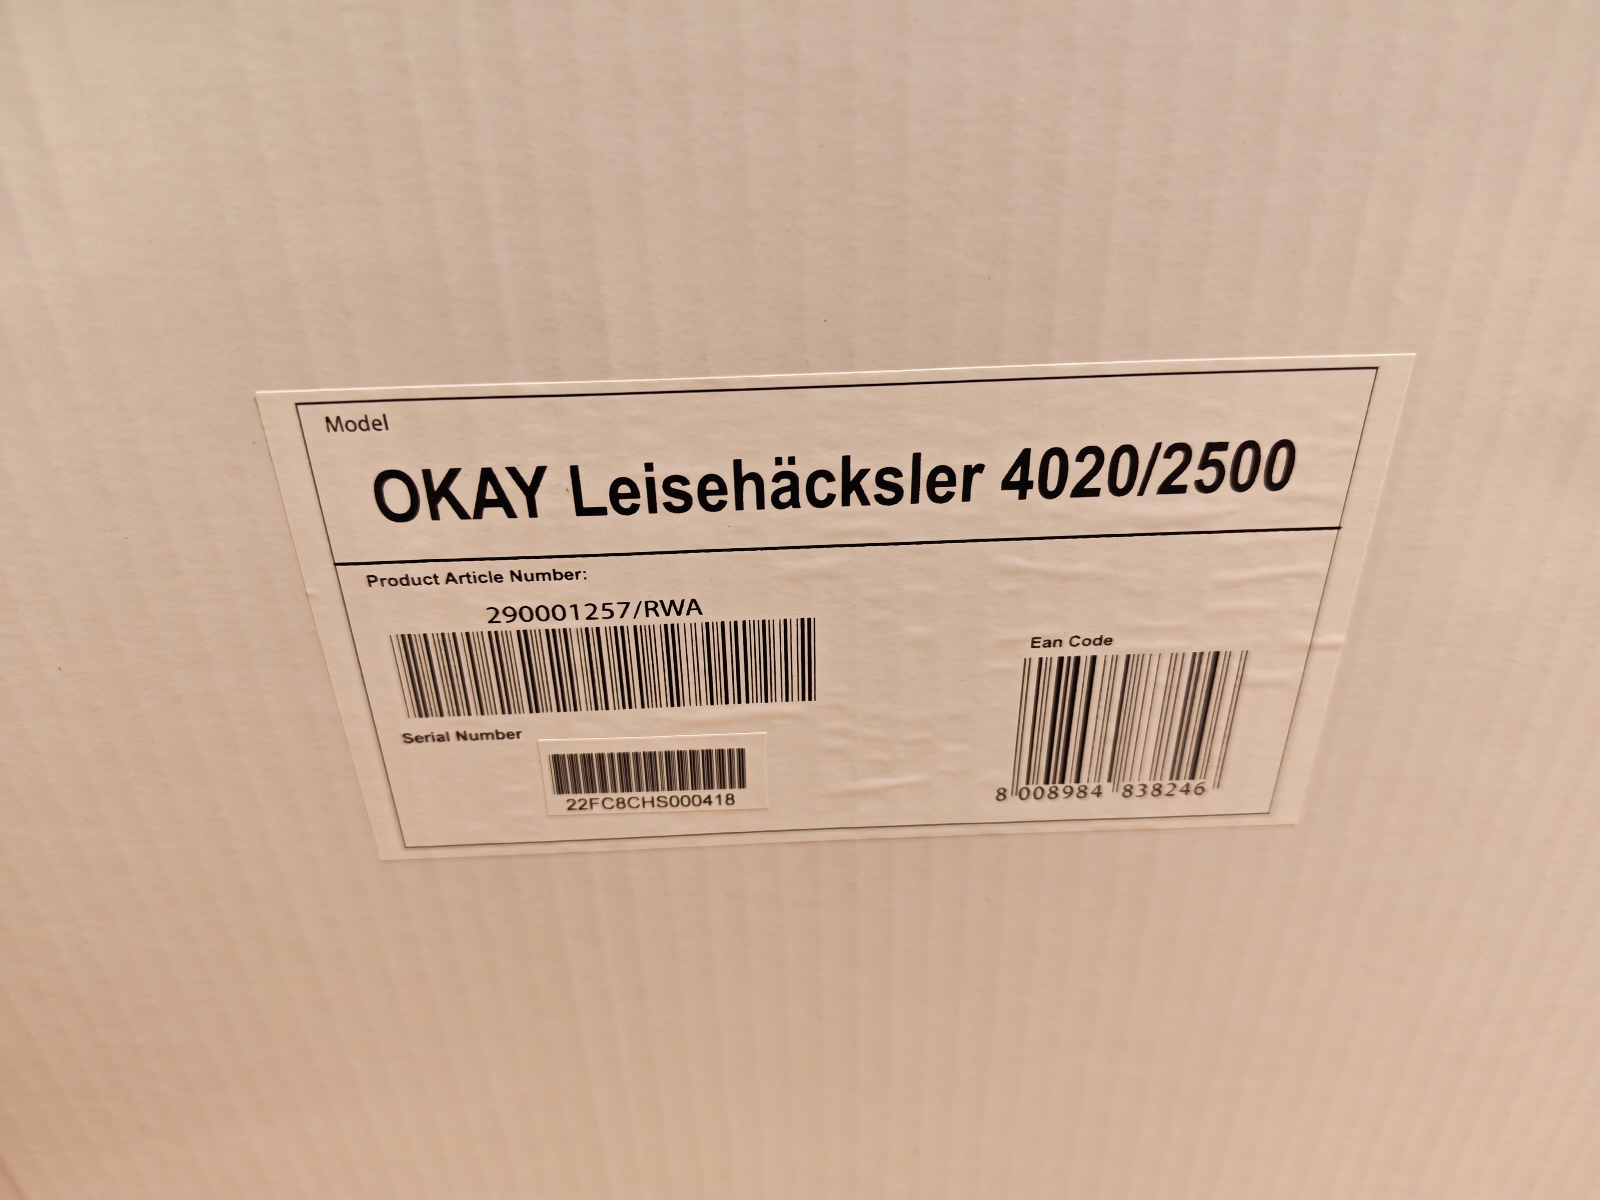 Model
OKAY Leisehäcksler 4020/2500
Product Article Number:
290001257/RWA
Ean Code
8 008984 838246
Serial Number
22FC8CHS000418